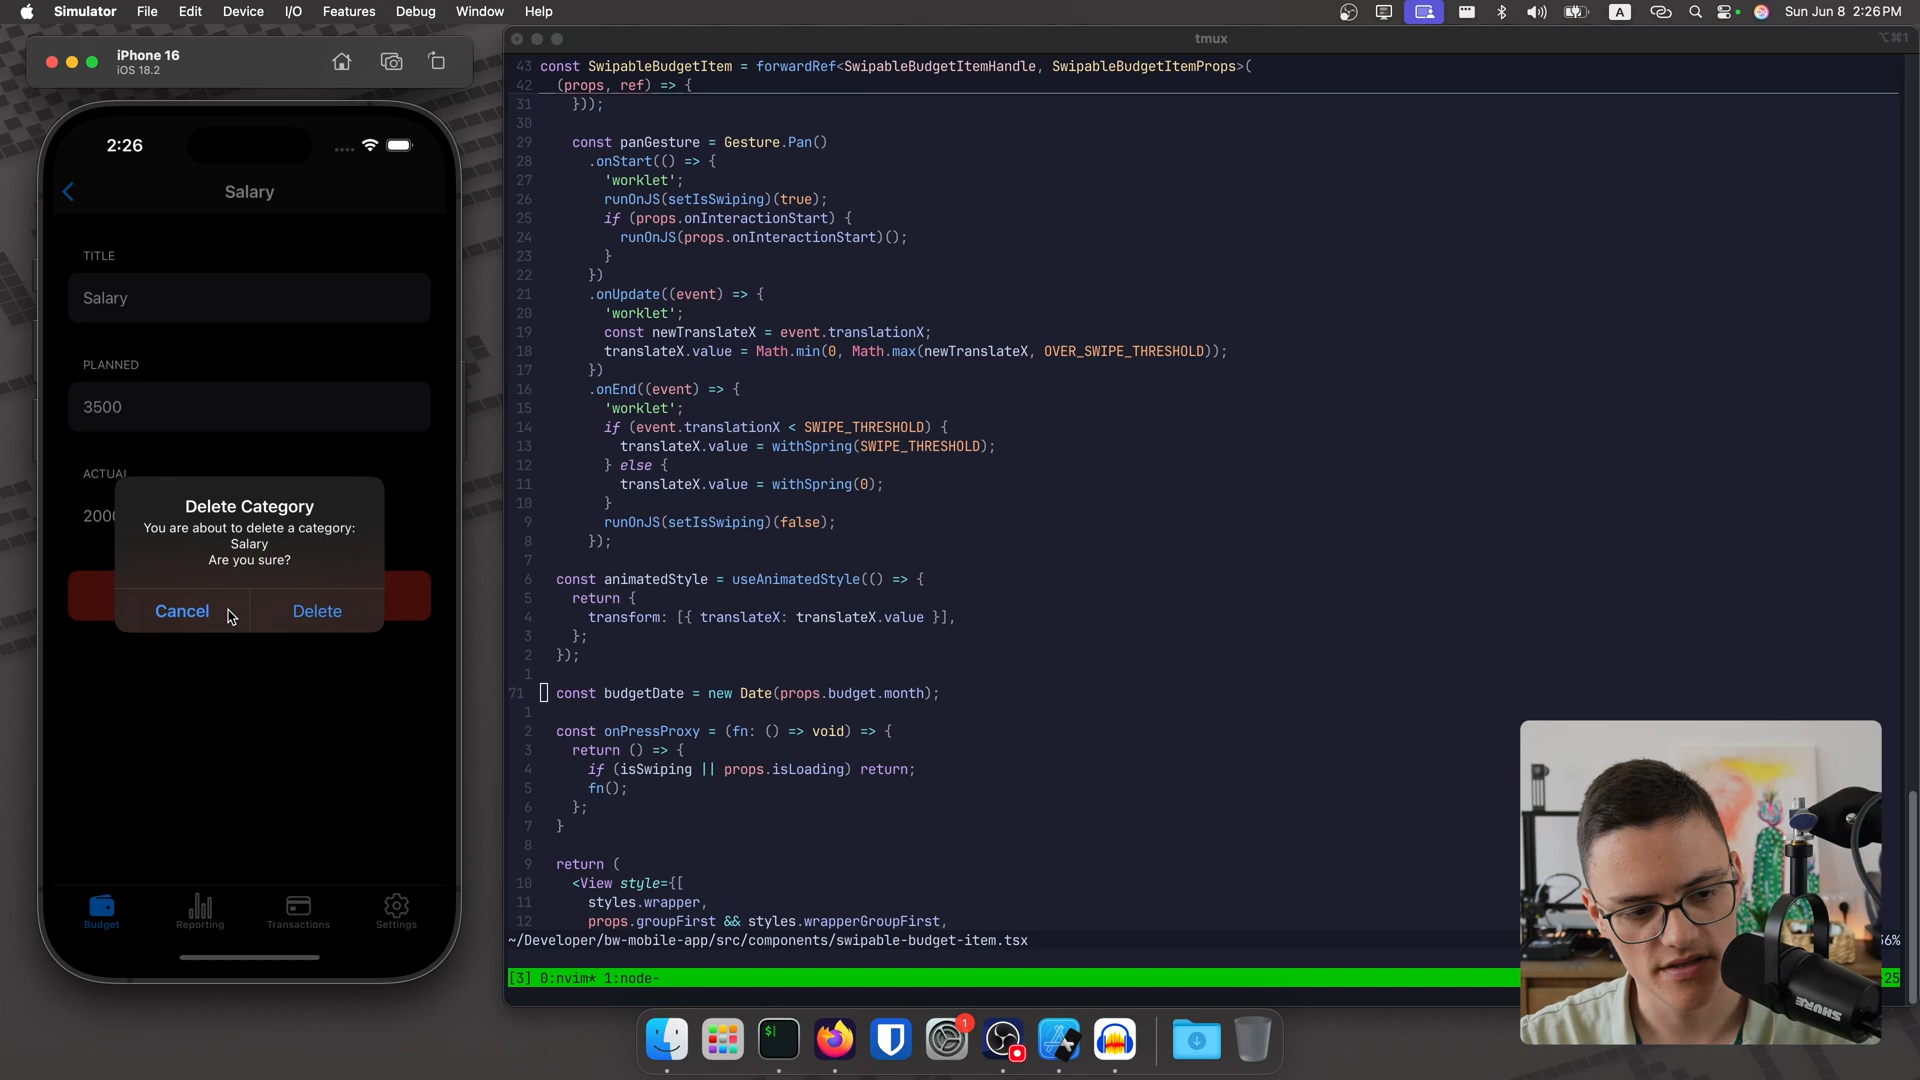 Simulator File Edit Device I/O Features Debug Window Help
A Sun Jun 8 2:26 PM
iPhone 16
iOS 18.2
2:26
Salary
TITLE
Salary
PLANNED
3500
ACTUAL
2000
Delete Category
You are about to delete a category:
Salary
Are you sure?
Cancel Delete
Budget Reporting Transactions Settings
tmux
⌥⌘1
43 const SwipableBudgetItem = forwardRef<SwipableBudgetItemHandle, SwipableBudgetItemProps>(
42 (props, ref) => {
31 }));
30
29 const panGesture = Gesture.Pan()
28 .onStart(() => {
27 'worklet';
26 runOnJS(setIsSwiping)(true);
25 if (props.onInteractionStart) {
24 runOnJS(props.onInteractionStart)();
23 }
22 })
21 .onUpdate((event) => {
20 'worklet';
19 const newTranslateX = event.translationX;
18 translateX.value = Math.min(0, Math.max(newTranslateX, OVER_SWIPE_THRESHOLD));
17 })
16 .onEnd((event) => {
15 'worklet';
14 if (event.translationX < SWIPE_THRESHOLD) {
13 translateX.value = withSpring(SWIPE_THRESHOLD);
12 } else {
11 translateX.value = withSpring(0);
10 }
9 runOnJS(setIsSwiping)(false);
8 });
7
6 const animatedStyle = useAnimatedStyle(() => {
5 return {
4 transform: [{ translateX: translateX.value }],
3 };
2 });
1
71 const budgetDate = new Date(props.budget.month);
1
2 const onPressProxy = (fn: () => void) => {
3 return () => {
4 if (isSwiping || props.isLoading) return;
5 fn();
6 };
7 }
8
9 return (
10 <View style={[
11 styles.wrapper,
12 props.groupFirst && styles.wrapperGroupFirst,
~/Developer/bw-mobile-app/src/components/swipable-budget-item.tsx 6%
[3] 0:nvim* 1:node- 25
SHURE
$
1